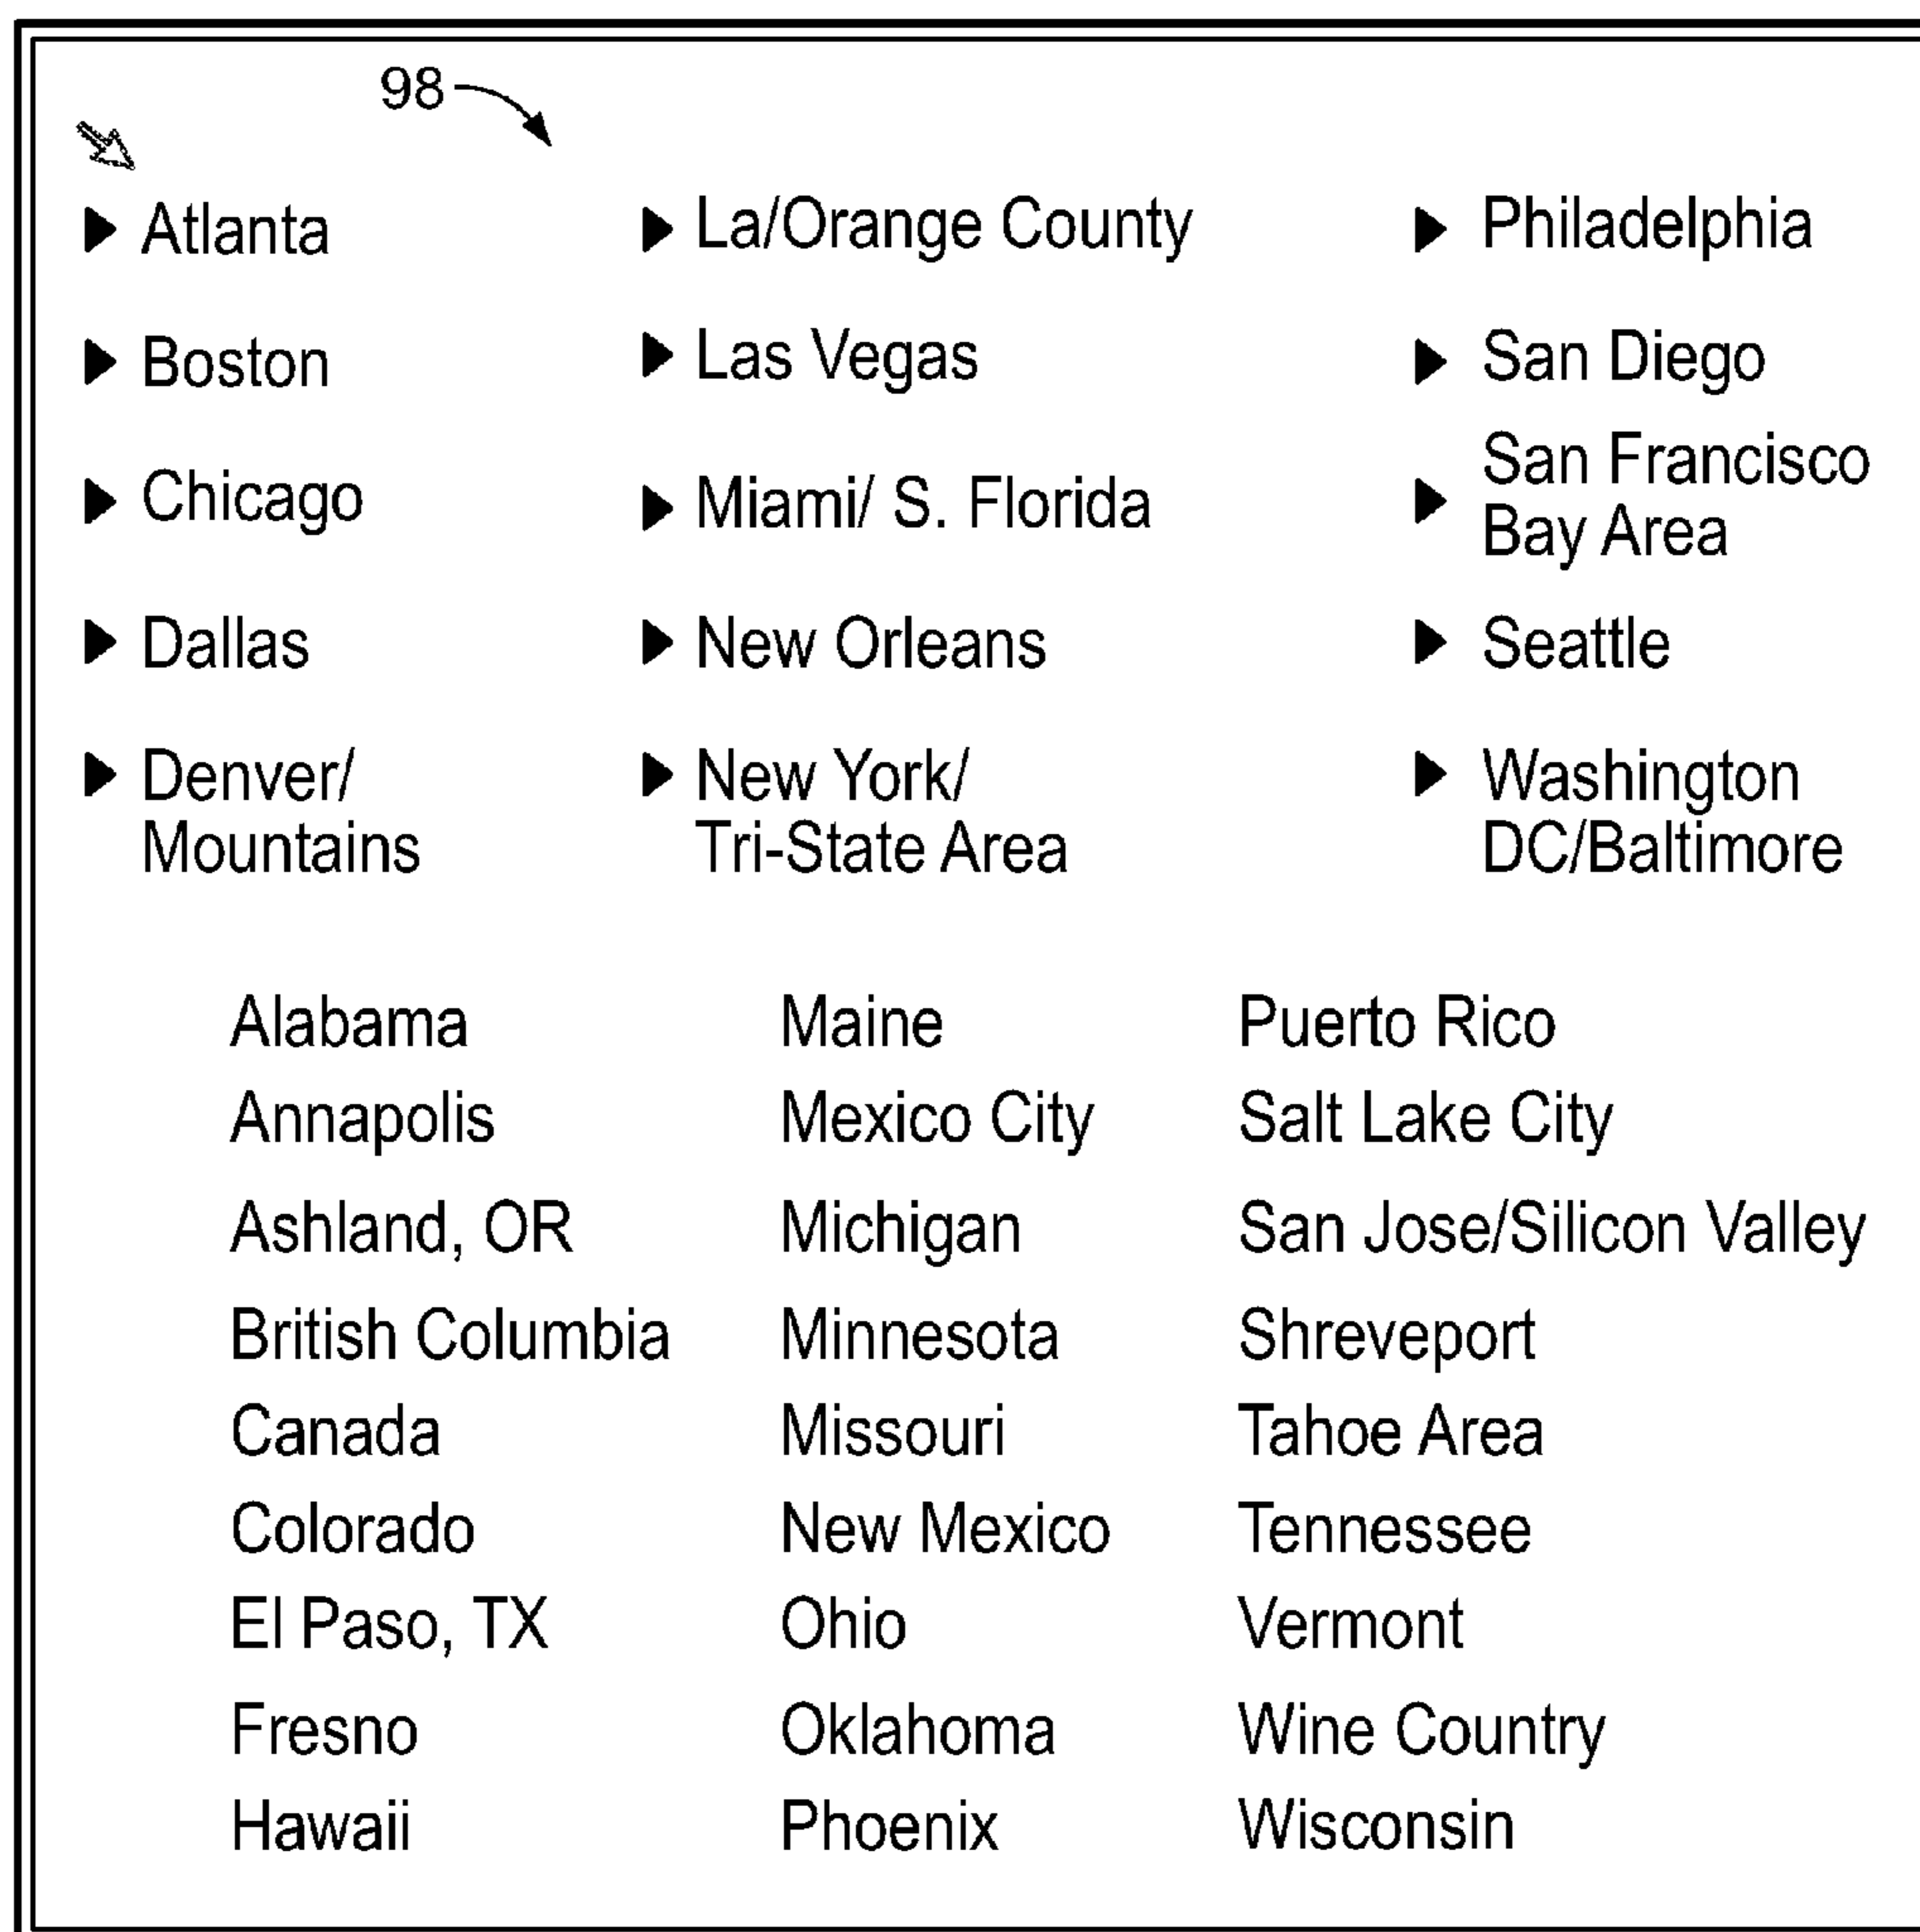 98
Atlanta
La/Orange County
Philadelphia
Boston
Las Vegas
San Diego
Chicago
Miami/ S. Florida
San Francisco
Bay Area
Dallas
New Orleans
Seattle
Denver/
Mountains
New York/
Tri-State Area
Washington
DC/Baltimore
Alabama
Maine
Puerto Rico
Annapolis
Mexico City
Salt Lake City
Ashland, OR
Michigan
San Jose/Silicon Valley
British Columbia
Minnesota
Shreveport
Canada
Missouri
Tahoe Area
Colorado
New Mexico
Tennessee
El Paso, TX
Ohio
Vermont
Fresno
Oklahoma
Wine Country
Hawaii
Phoenix
Wisconsin